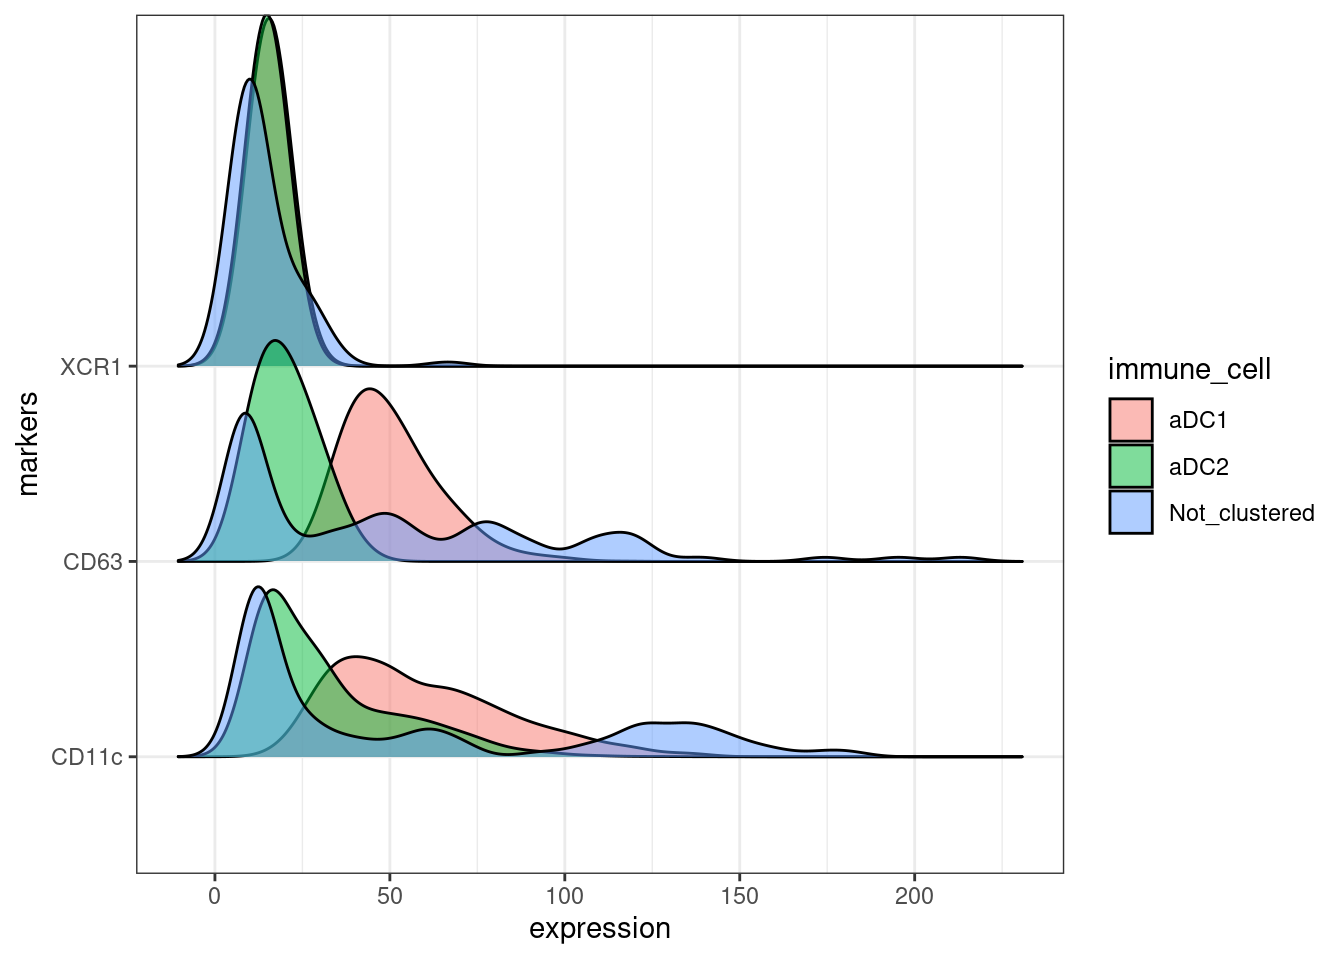 markers
XCR1
CD63
CD11c
0 50 100 150 200
expression
immune_cell
aDC1
aDC2
Not_clustered